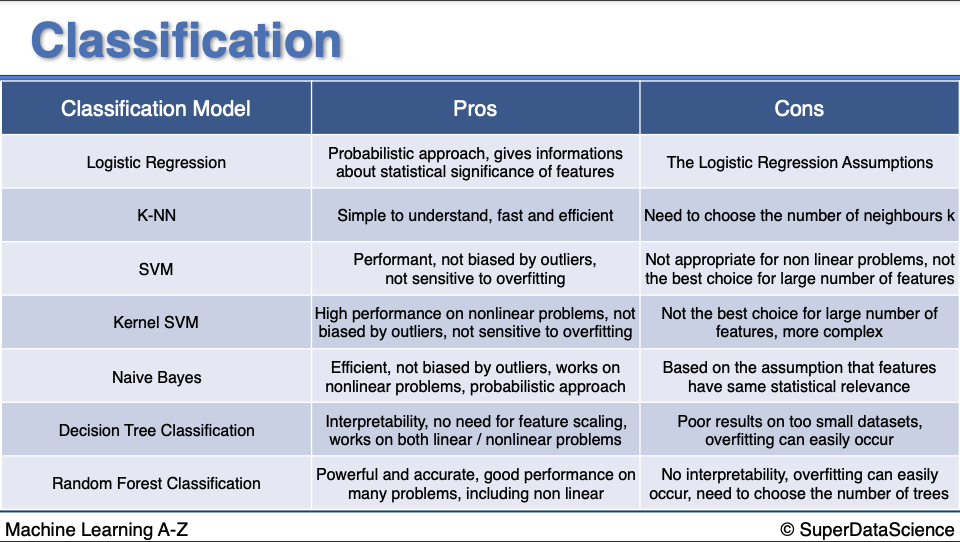 Classification
Classification Model
Pros
Cons
Logistic Regression
Probabilistic approach, gives informations
about statistical significance of features
The Logistic Regression Assumptions
K-NN
Simple to understand, fast and efficient
Need to choose the number of neighbours k
SVM
Performant, not biased by outliers,
not sensitive to overfitting
Not appropriate for non linear problems, not
the best choice for large number of features
Kernel SVM
High performance on nonlinear problems, not
biased by outliers, not sensitive to overfitting
Not the best choice for large number of
features, more complex
Naive Bayes
Efficient, not biased by outliers, works on
nonlinear problems, probabilistic approach
Based on the assumption that features
have same statistical relevance
Decision Tree Classification
Interpretability, no need for feature scaling,
works on both linear / nonlinear problems
Poor results on too small datasets,
overfitting can easily occur
Random Forest Classification
Powerful and accurate, good performance on
many problems, including non linear
No interpretability, overfitting can easily
occur, need to choose the number of trees
Machine Learning A-Z
© SuperDataScience